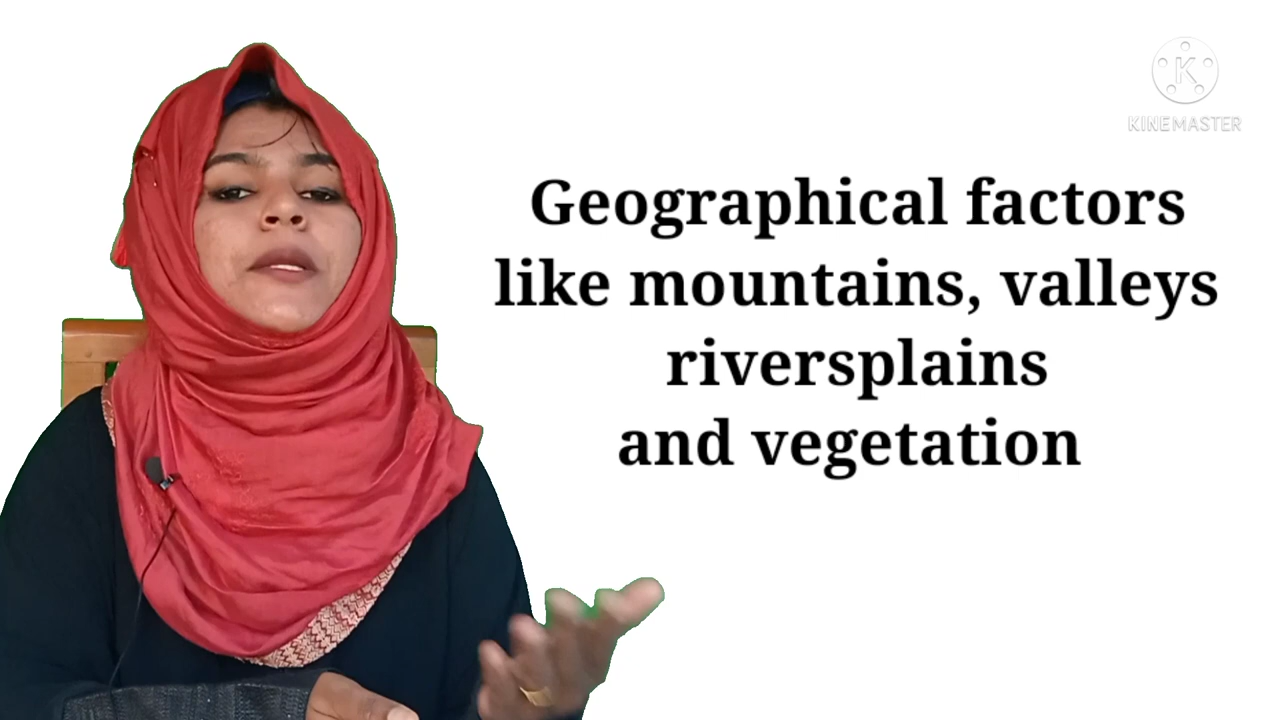 KINEMASTER
Geographical factors
like mountains, valleys
riversplains
and vegetation